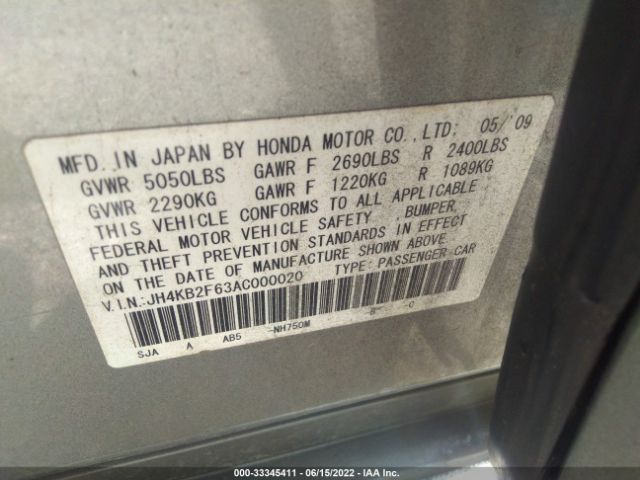 MFD. IN JAPAN BY HONDA MOTOR CO.,LTD: 05/'09
GVWR 5050LBS GAWR F 2690LBS R 2400LBS
GVWR 2290KG GAWR F 1220KG R 1089KG
THIS VEHICLE CONFORMS TO ALL APPLICABLE
FEDERAL MOTOR VEHICLE SAFETY , BUMPER,
AND THEFT PREVENTION STANDARDS IN EFFECT
ON THE DATE OF MANUFACTURE SHOWN ABOVE
V.I.N.:JH4KB2F63AC000020 TYPE:PASSENGER CAR
SJA A AB5 -NH750M -B -C
000-33345411 - 06/15/2022 - IAA Inc.